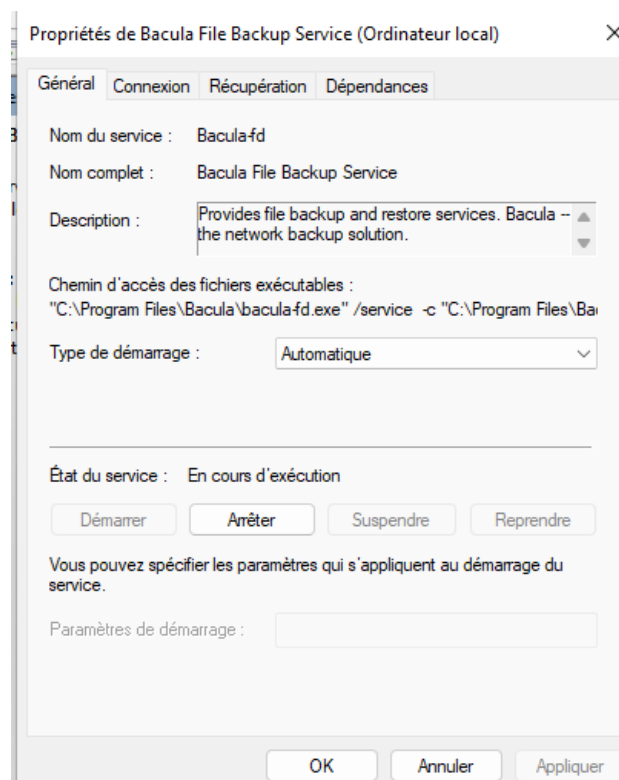 Propriétés de Bacula File Backup Service (Ordinateur local)
Général Connexion Récupération Dépendances
Nom du service : Bacula-fd
Nom complet : Bacula File Backup Service
Description : Provides file backup and restore services. Bacula --
the network backup solution.
Chemin d'accès des fichiers exécutables :
"C:\Program Files\Bacula\bacula-fd.exe" /service -c "C:\Program Files\Ba
Type de démarrage : Automatique
État du service : En cours d'exécution
Démarrer Arrêter Suspendre Reprendre
Vous pouvez spécifier les paramètres qui s'appliquent au démarrage du
service.
Paramètres de démarrage :
OK Annuler Appliquer